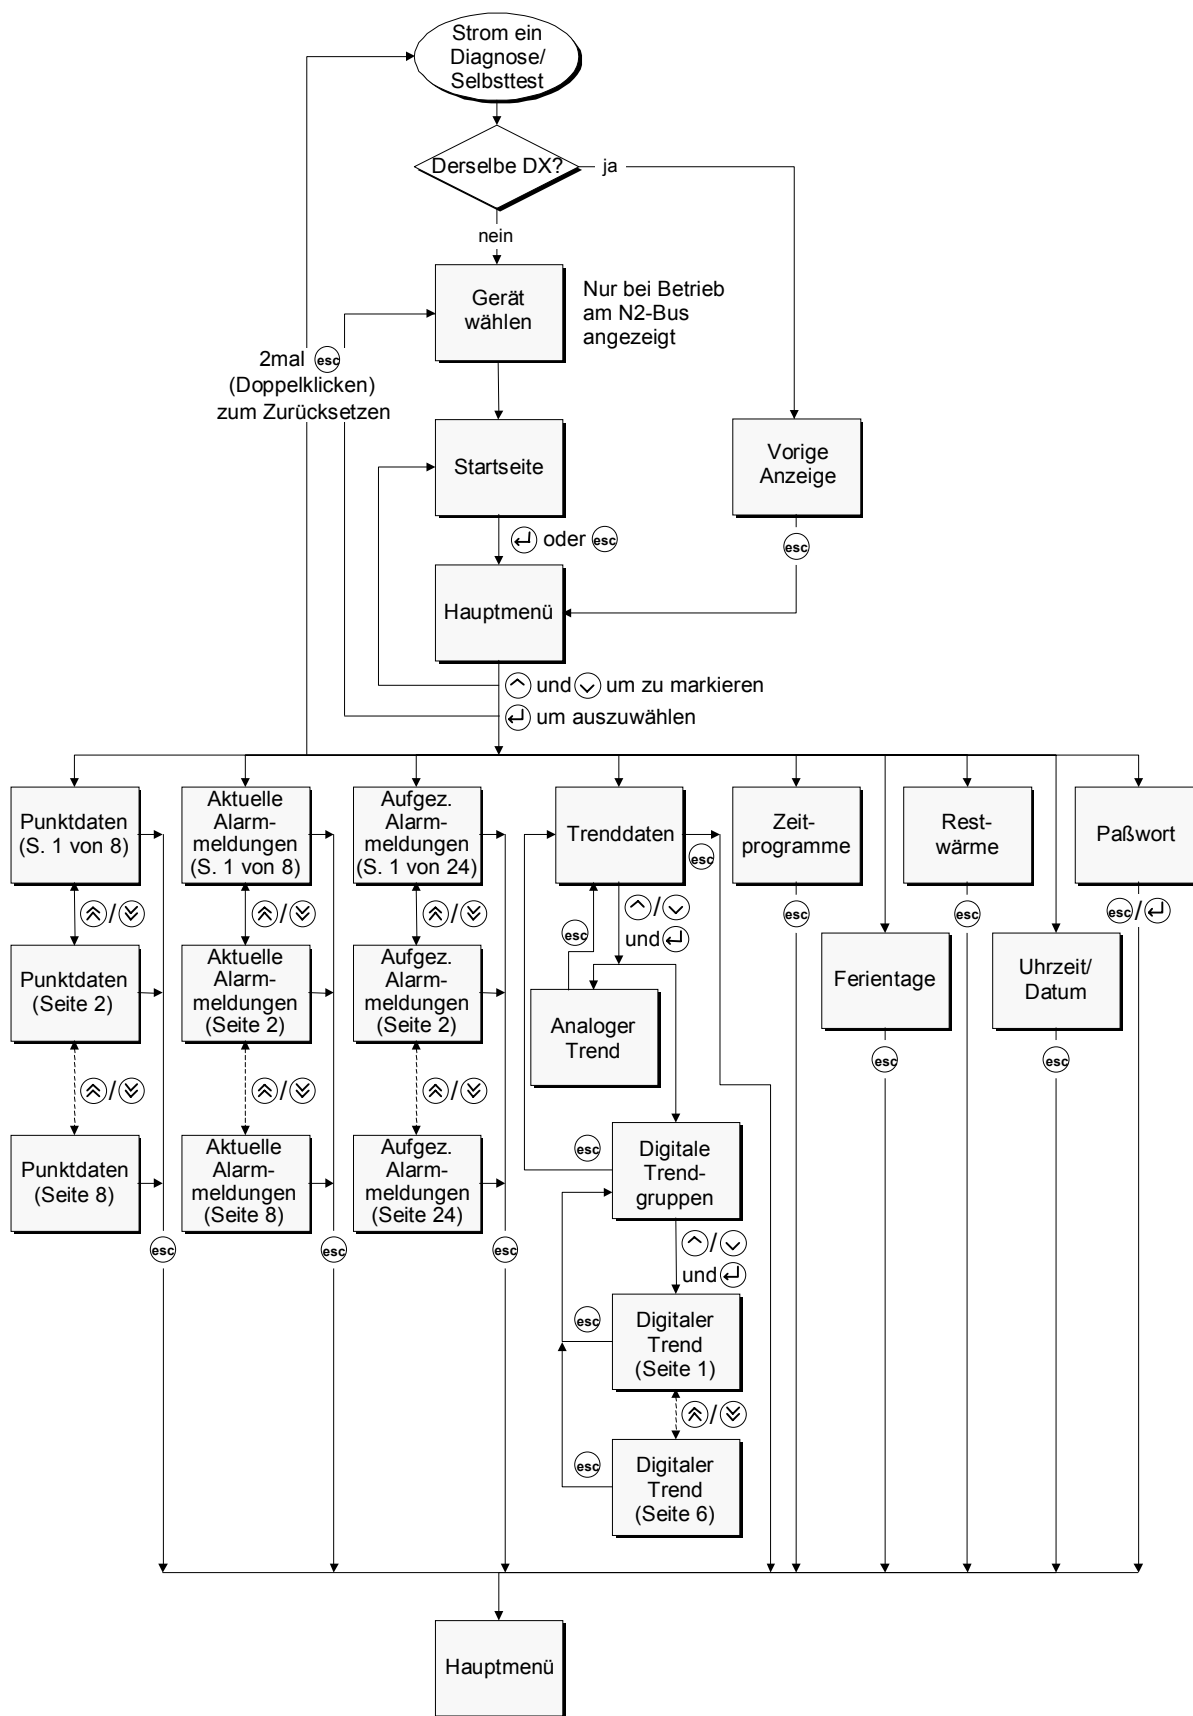 Strom ein
Diagnose/
Selbsttest
Derselbe DX?
ja
nein
Gerät
wählen
Nur bei Betrieb
am N2-Bus
angezeigt
2mal esc
(Doppelklicken)
zum Zurücksetzen
Startseite
Vorige
Anzeige
oder esc
esc
Hauptmenü
und um zu markieren
um auszuwählen
Punktdaten
(S. 1 von 8)
Aktuelle
Alarm-
meldungen
(S. 1 von 8)
Aufgez.
Alarm-
meldungen
(S. 1 von 24)
Trenddaten
esc
Zeit-
programme
Rest-
wärme
Paßwort
/
/
/
/
und
esc
esc
esc
esc/
Punktdaten
(Seite 2)
Aktuelle
Alarm-
meldungen
(Seite 2)
Aufgez.
Alarm-
meldungen
(Seite 2)
Analoger
Trend
Ferientage
Uhrzeit/
Datum
esc
esc
/
/
/
Punktdaten
(Seite 8)
Aktuelle
Alarm-
meldungen
(Seite 8)
Aufgez.
Alarm-
meldungen
(Seite 24)
esc
Digitale
Trend-
gruppen
esc
esc
esc
/
und
esc
Digitaler
Trend
(Seite 1)
/
esc
Digitaler
Trend
(Seite 6)
Hauptmenü